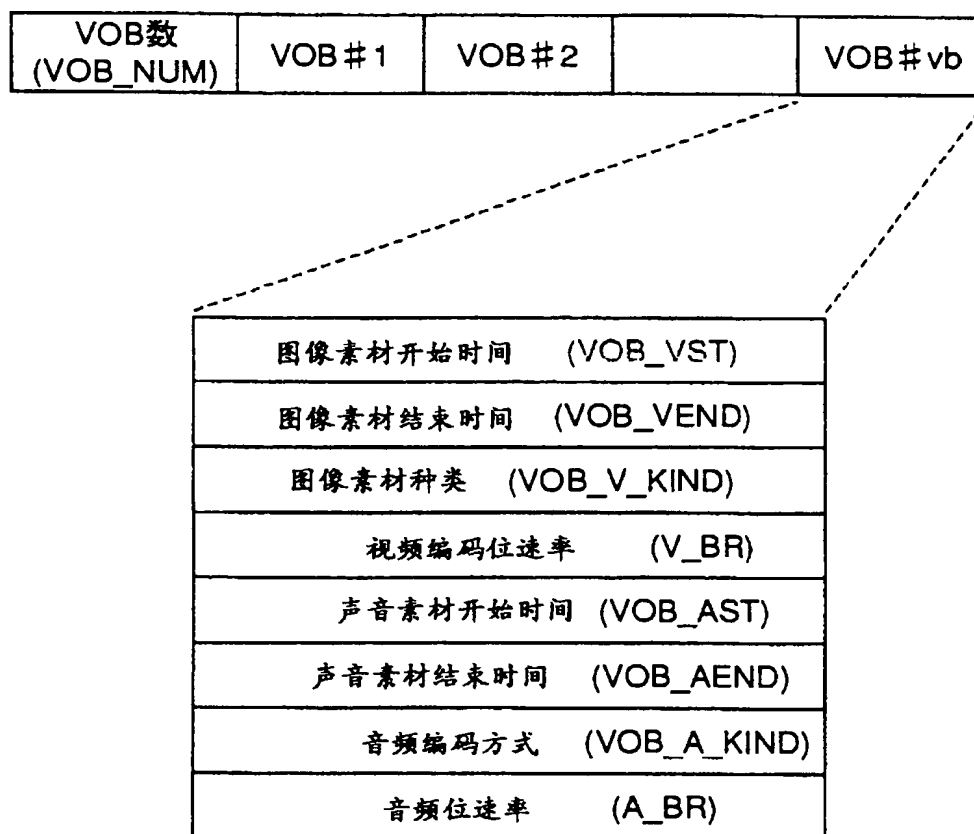 VOB数
(VOB_NUM)
VOB#1
VOB#2
VOB#vb
图像素材开始时间 (VOB_VST)
图像素材结束时间 (VOB_VEND)
图像素材种类 (VOB_V_KIND)
视频编码位速率 (V_BR)
声音素材开始时间 (VOB_AST)
声音素材结束时间 (VOB_AEND)
音频编码方式 (VOB_A_KIND)
音频位速率 (A_BR)